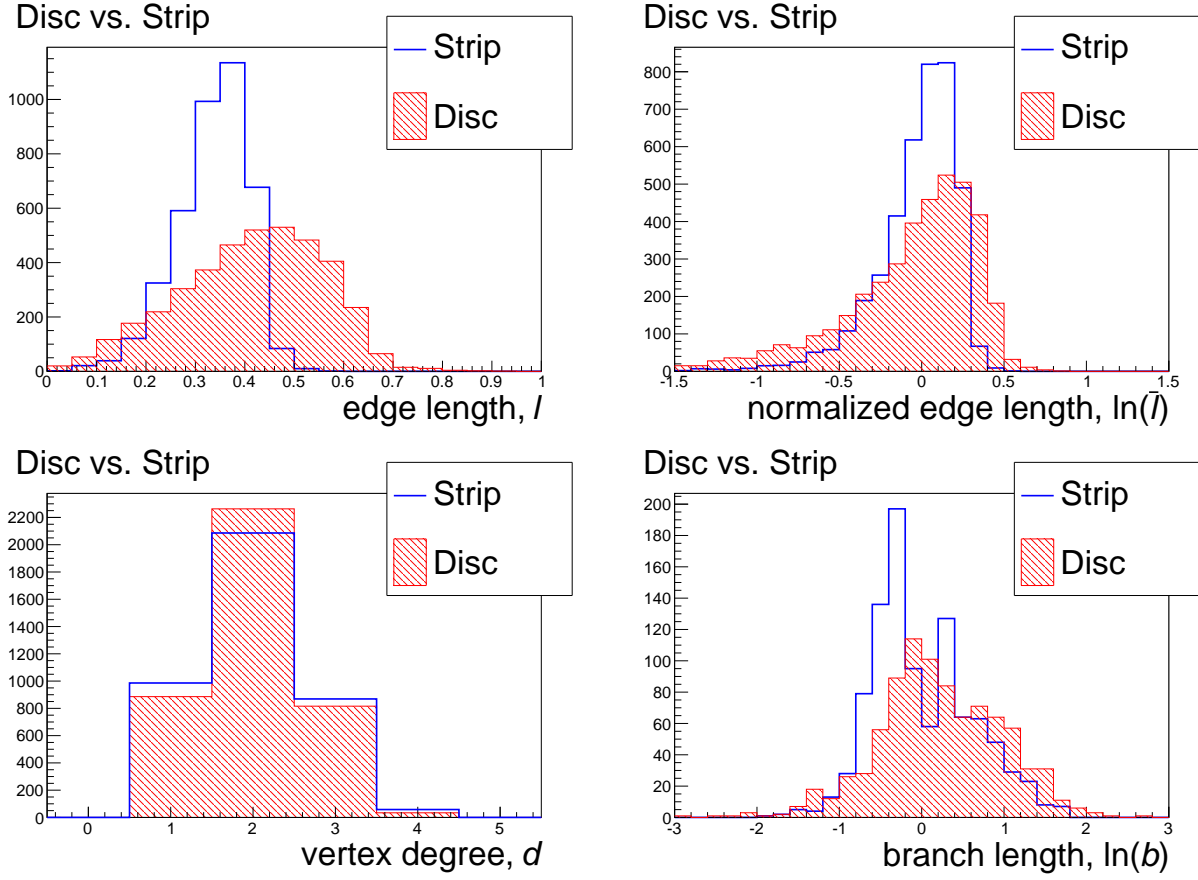 Disc vs. Strip
Strip
Disc
1000
800
600
400
200
0
0 0.1 0.2 0.3 0.4 0.5 0.6 0.7 0.8 0.9 1
edge length, l
Disc vs. Strip
Strip
Disc
800
700
600
500
400
300
200
100
0
-1.5 -1 -0.5 0 0.5 1 1.5
normalized edge length, ln(l̄)
Disc vs. Strip
Strip
Disc
2200
2000
1800
1600
1400
1200
1000
800
600
400
200
0
0 1 2 3 4 5
vertex degree, d
Disc vs. Strip
Strip
Disc
200
180
160
140
120
100
80
60
40
20
0
-3 -2 -1 0 1 2 3
branch length, ln(b)